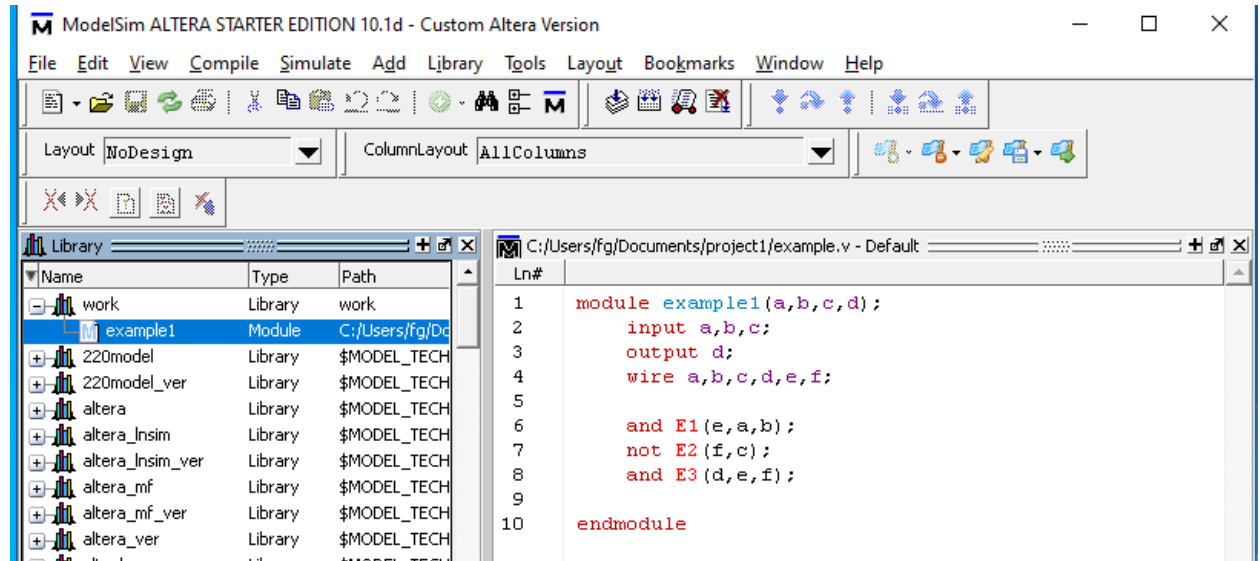 ModelSim ALTERA STARTER EDITION 10.1d - Custom Altera Version
File Edit View Compile Simulate Add Library Tools Layout Bookmarks Window Help
Layout NoDesign ColumnLayout AllColumns
Library
Name Type Path
work Library work
example1 Module C:/Users/fg/Do
220model Library $MODEL_TECH
220model_ver Library $MODEL_TECH
altera Library $MODEL_TECH
altera_lnsim Library $MODEL_TECH
altera_lnsim_ver Library $MODEL_TECH
altera_mf Library $MODEL_TECH
altera_mf_ver Library $MODEL_TECH
altera_ver Library $MODEL_TECH
C:/Users/fg/Documents/project1/example.v - Default
Ln#
1 module example1(a,b,c,d);
2 input a,b,c;
3 output d;
4 wire a,b,c,d,e,f;
5
6 and E1(e,a,b);
7 not E2(f,c);
8 and E3(d,e,f);
9
10 endmodule